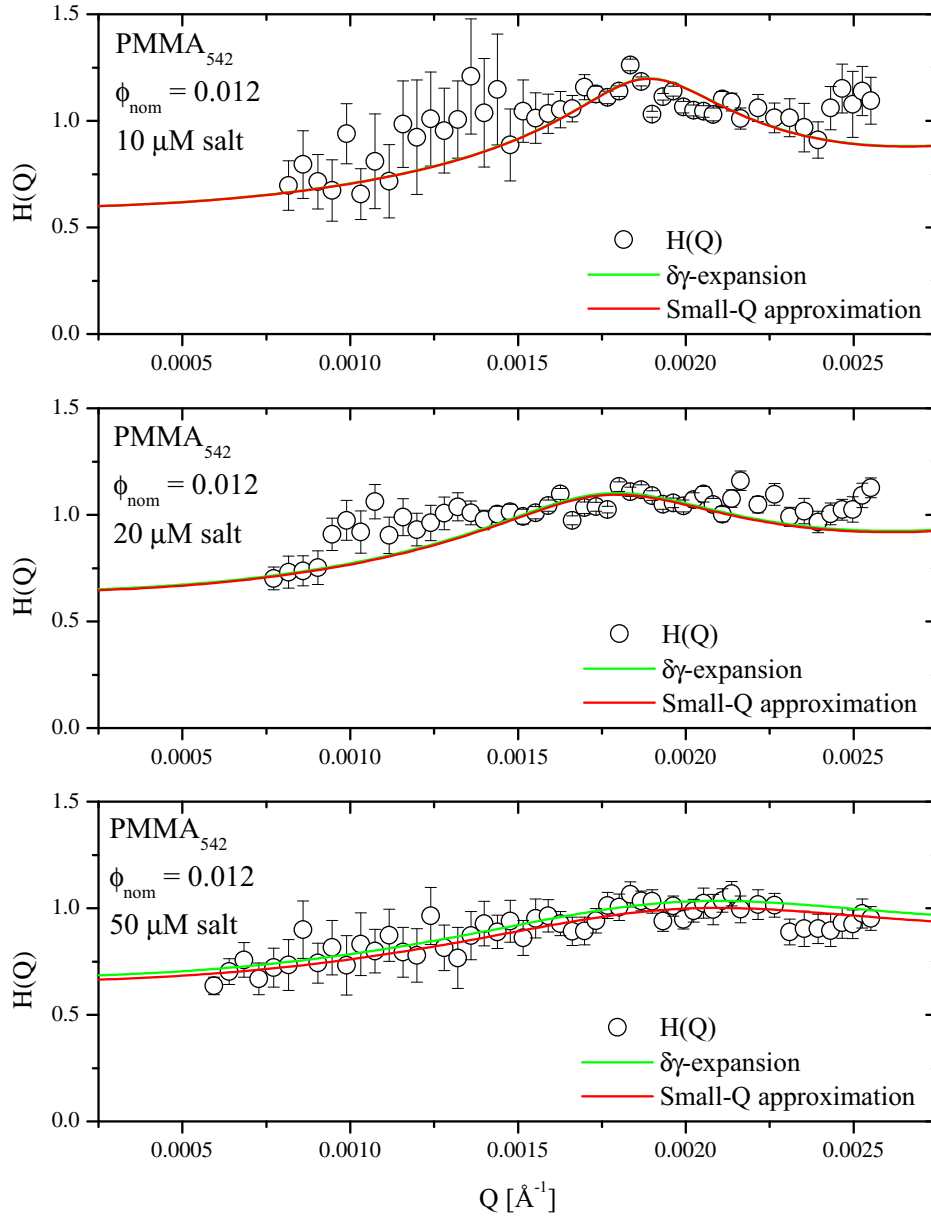 1.5
PMMA₅₄₂
ϕₙₒₘ = 0.012
10 μM salt
1.0
H(Q)
0.5
H(Q)
δγ-expansion
Small-Q approximation
0.0
0.0005 0.0010 0.0015 0.0020 0.0025
1.5
PMMA₅₄₂
ϕₙₒₘ = 0.012
20 μM salt
1.0
H(Q)
0.5
H(Q)
δγ-expansion
Small-Q approximation
0.0
0.0005 0.0010 0.0015 0.0020 0.0025
1.5
PMMA₅₄₂
ϕₙₒₘ = 0.012
50 μM salt
1.0
H(Q)
0.5
H(Q)
δγ-expansion
Small-Q approximation
0.0
0.0005 0.0010 0.0015 0.0020 0.0025
Q [Å⁻¹]